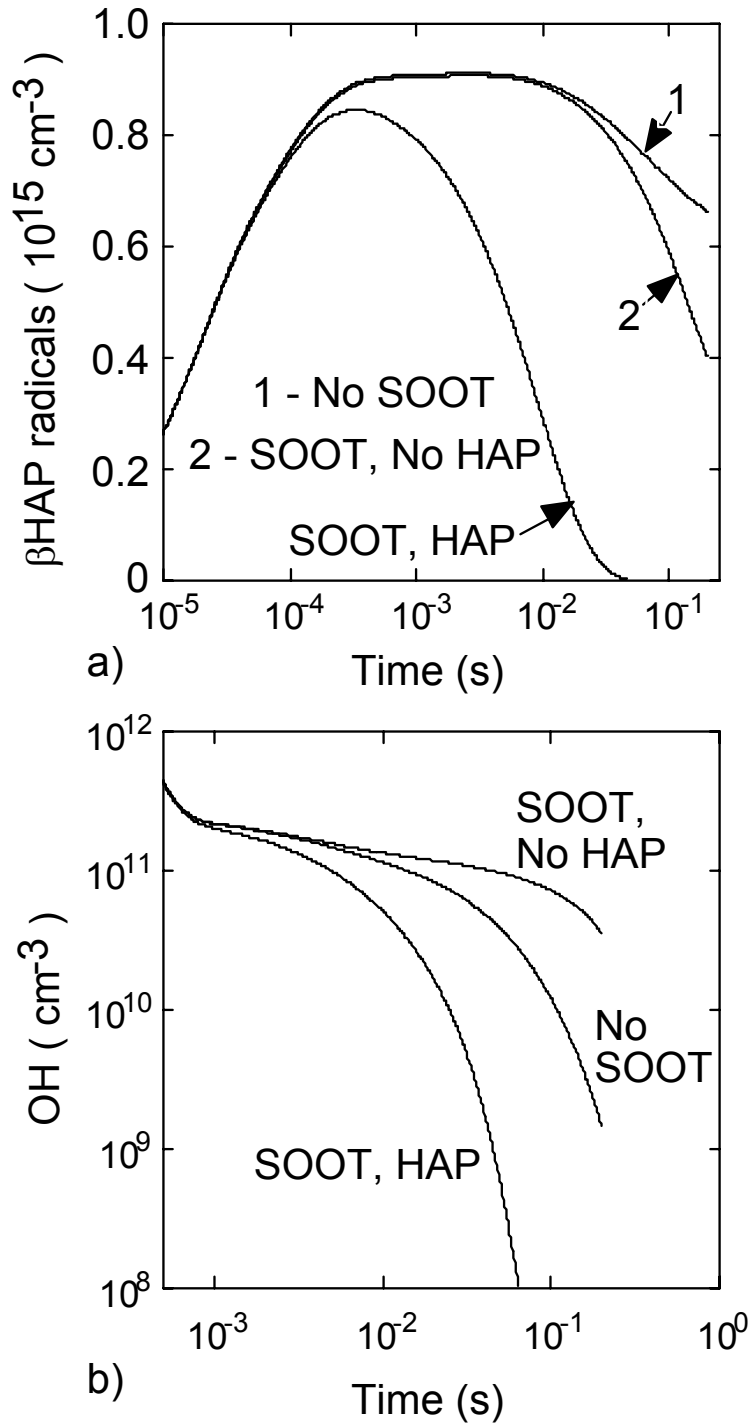 βHAP radicals ( 10¹⁵ cm⁻³ )
1.0
0.8
0.6
0.4
0.2
0
1
2
1 - No SOOT
2 - SOOT, No HAP
SOOT, HAP
10⁻⁵ 10⁻⁴ 10⁻³ 10⁻² 10⁻¹
a)
Time (s)
OH ( cm⁻³ )
10¹²
10¹¹
10¹⁰
10⁹
10⁸
SOOT,
No HAP
No
SOOT
SOOT, HAP
10⁻³ 10⁻² 10⁻¹ 10⁰
b)
Time (s)